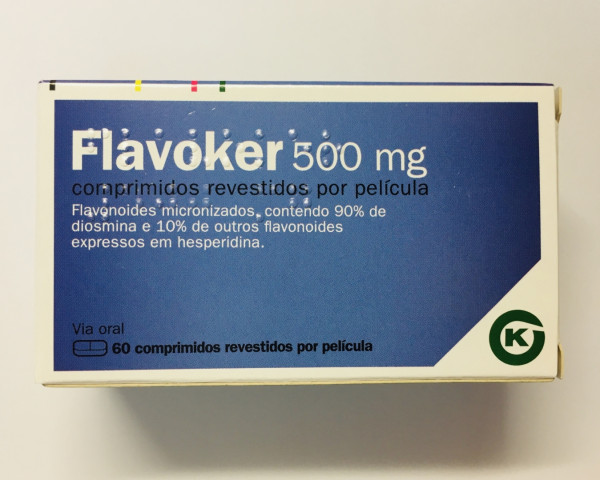 Flavoker 500 mg
comprimidos revestidos por película
Flavonoides micronizados, contendo 90% de
diosmina e 10% de outros flavonoides
expressos em hesperidina.
Via oral
60 comprimidos revestidos por película
K